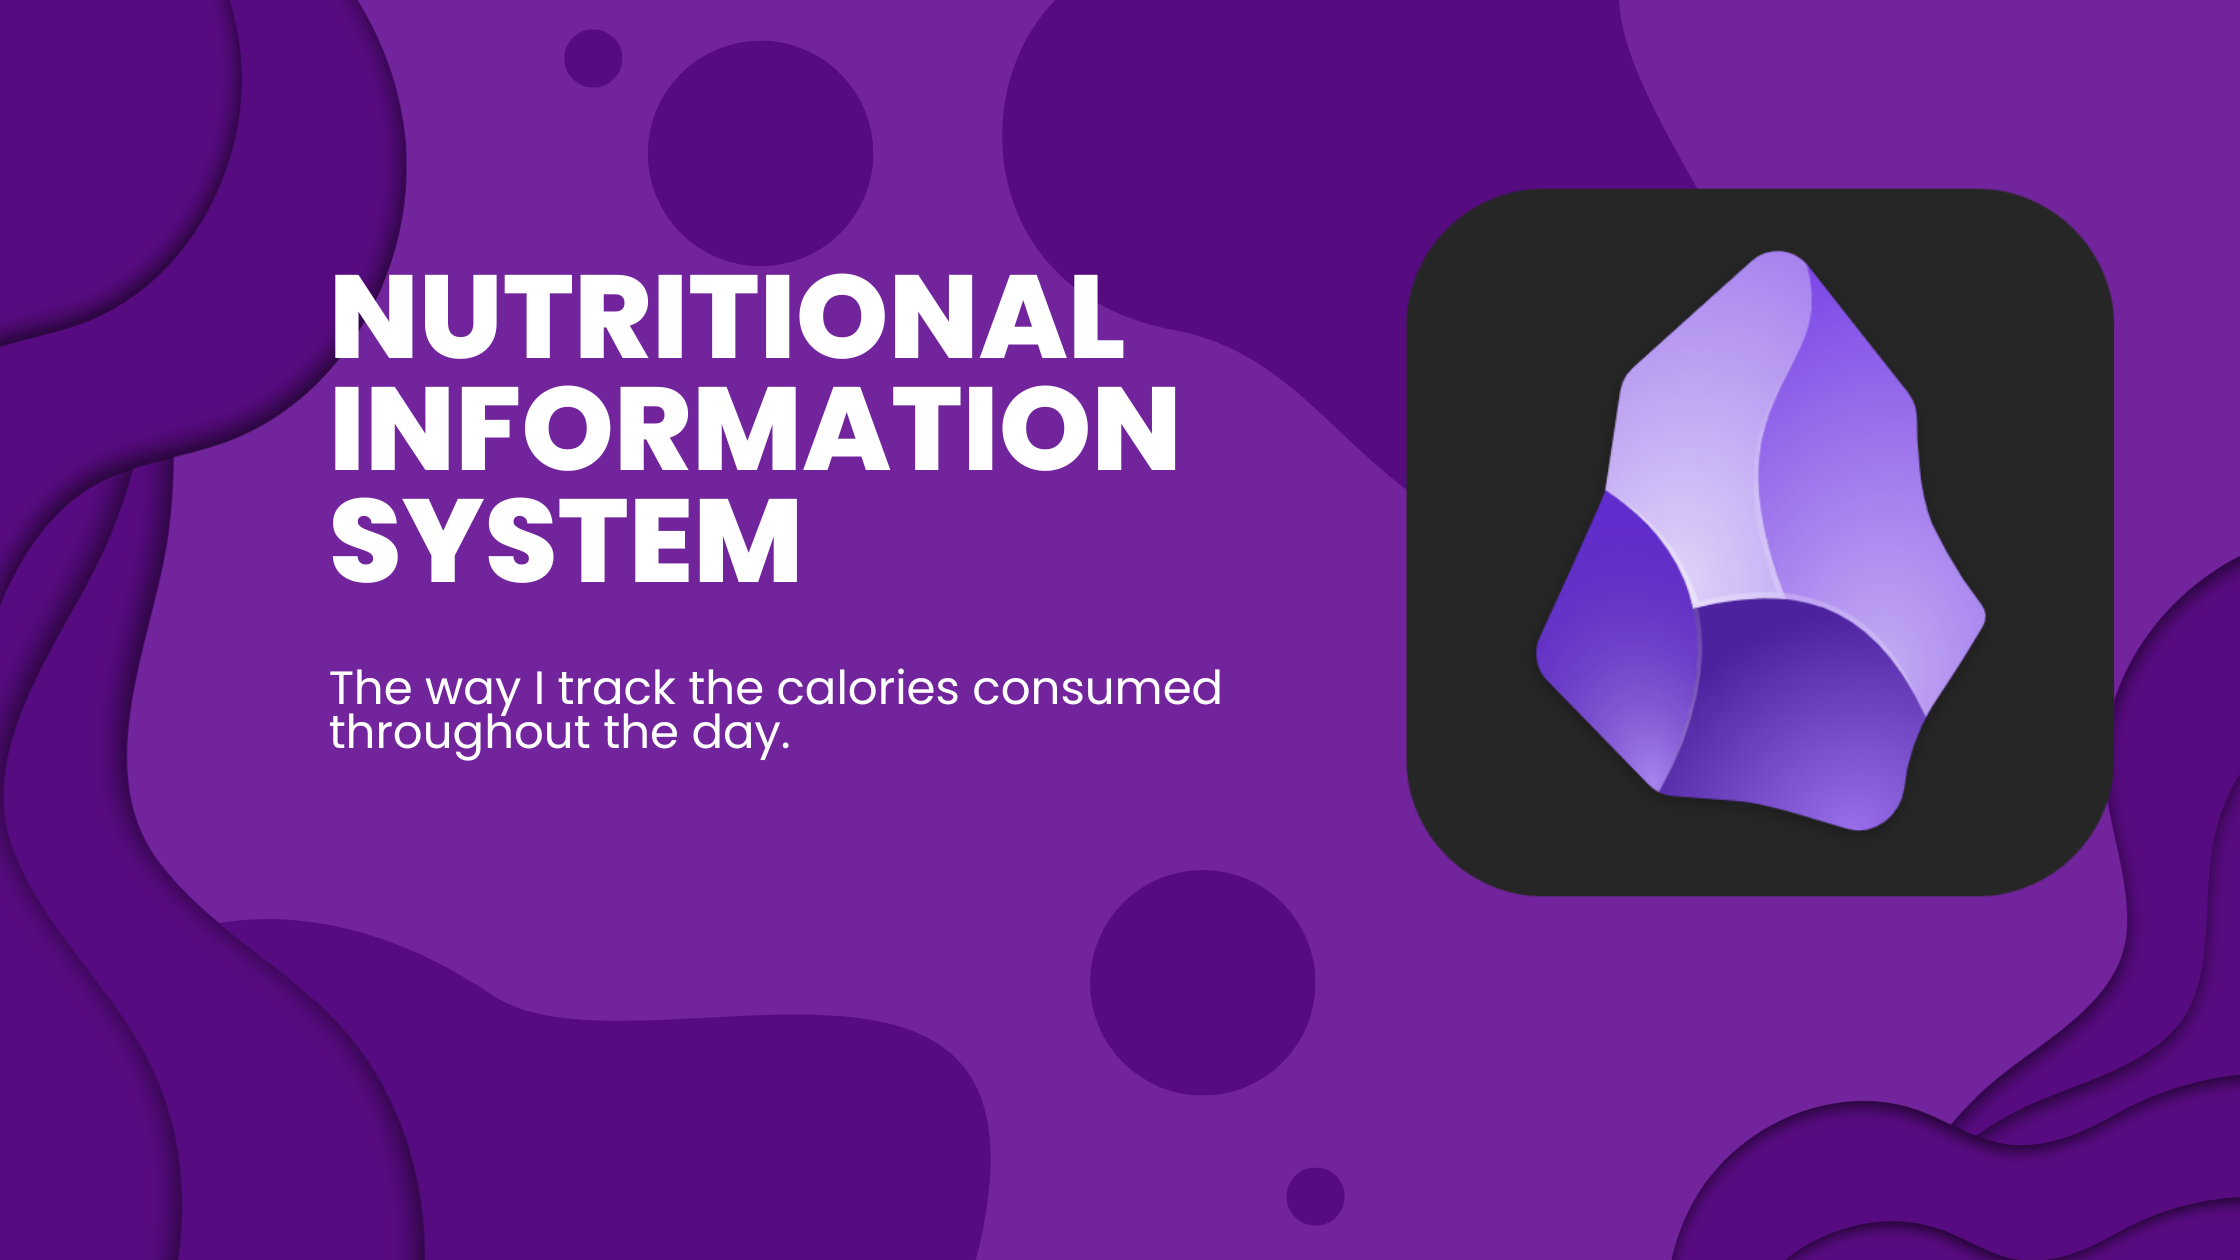 NUTRITIONAL
INFORMATION
SYSTEM
The way I track the calories consumed
throughout the day.